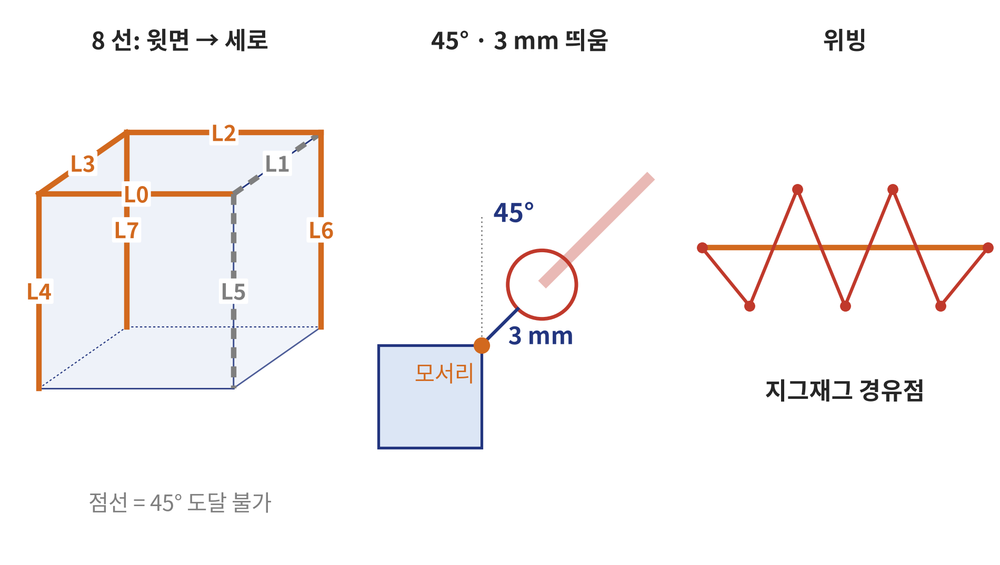 8 선: 윗면 → 세로
L2
L3
L1
L0
L7
L6
L4
L5
점선 = 45° 도달 불가
45° · 3 mm 띄움
45°
3 mm
모서리
위빙
지그재그 경유점